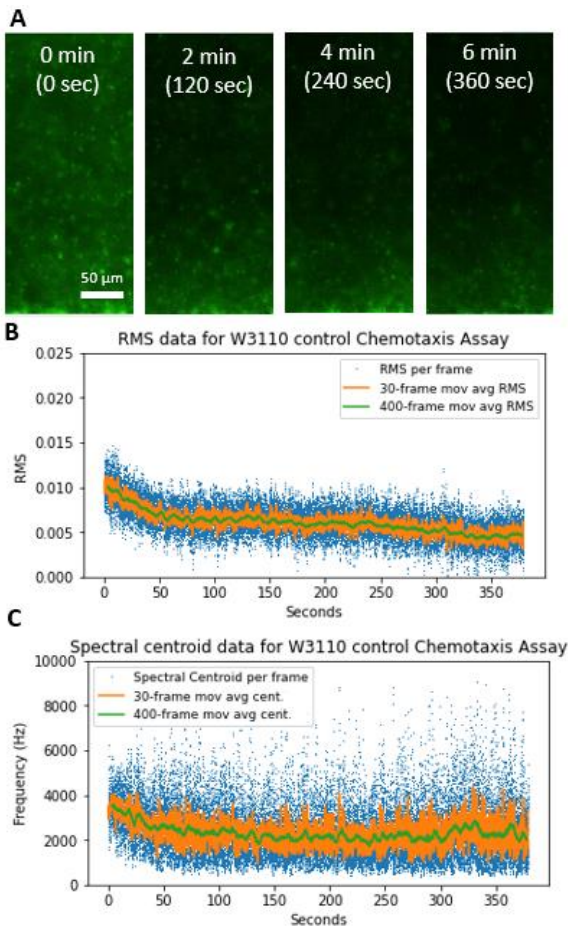 A
0 min
(0 sec)
2 min
(120 sec)
4 min
(240 sec)
6 min
(360 sec)
50 µm
B
RMS data for W3110 control Chemotaxis Assay
RMS per frame
30-frame mov avg RMS
400-frame mov avg RMS
RMS
0.025
0.020
0.015
0.010
0.005
0.000
0 50 100 150 200 250 300 350
Seconds
C
Spectral centroid data for W3110 control Chemotaxis Assay
Spectral Centroid per frame
30-frame mov avg cent.
400-frame mov avg cent.
Frequency (Hz)
10000
8000
6000
4000
2000
0
0 50 100 150 200 250 300 350
Seconds